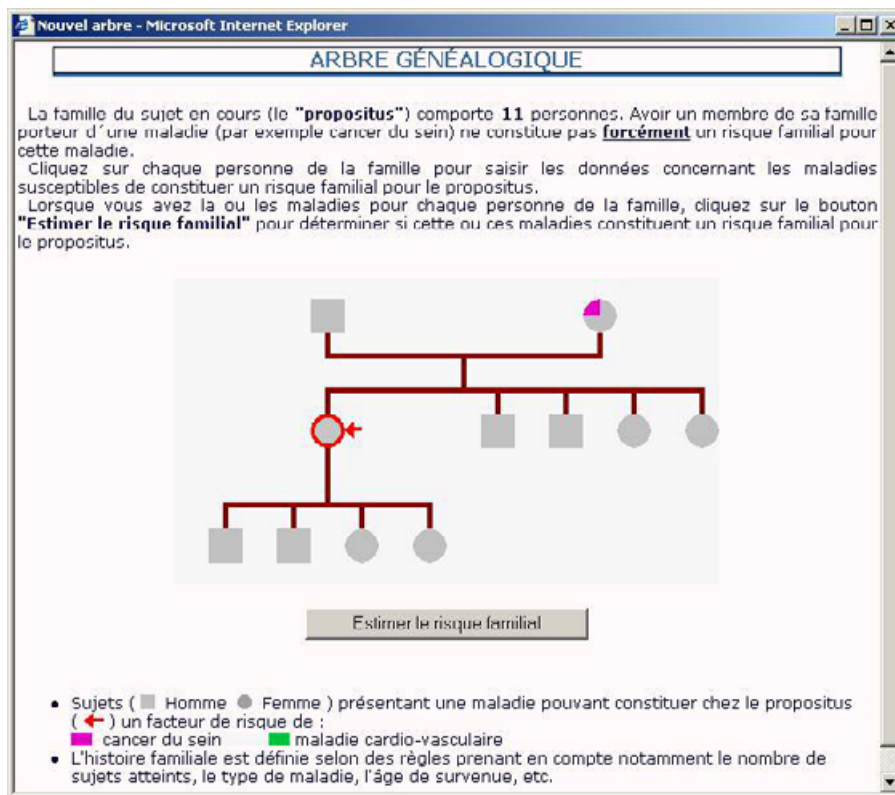 Nouvel arbre - Microsoft Internet Explorer
ARBRE GÉNÉALOGIQUE
La famille du sujet en cours (le "propositus") comporte 11 personnes. Avoir un membre de sa famille
porteur d´une maladie (par exemple cancer du sein) ne constitue pas forcément un risque familial pour
cette maladie.
Cliquez sur chaque personne de la famille pour saisir les données concernant les maladies
susceptibles de constituer un risque familial pour le propositus.
Lorsque vous avez la ou les maladies pour chaque personne de la famille, cliquez sur le bouton
"Estimer le risque familial" pour déterminer si cette ou ces maladies constituent un risque familial pour
le propositus.
Estimer le risque familial
• Sujets ( Homme Femme ) présentant une maladie pouvant constituer chez le propositus
( ) un facteur de risque de :
cancer du sein maladie cardio-vasculaire
• L'histoire familiale est définie selon des règles prenant en compte notamment le nombre de
sujets atteints, le type de maladie, l'âge de survenue, etc.